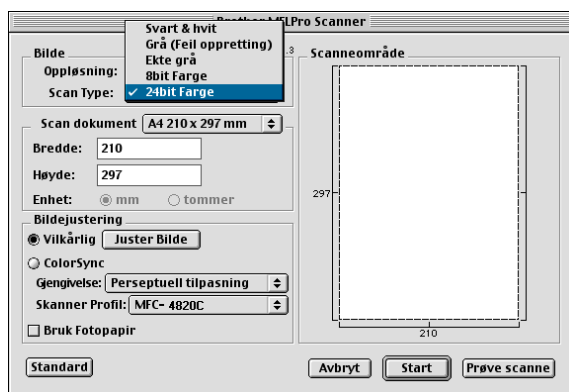 Brother MFLPro Scanner
Svart & hvit
Grå (Feil oppretting)
Ekte grå
8bit Farge
✓ 24bit Farge
Bilde
.3
Oppløsning:
Scan Type:
Scan dokument A4 210 x 297 mm
Bredde: 210
Høyde: 297
Enhet: mm tommer
Bildejustering
Vilkårlig Juster Bilde
ColorSync
Gjengivelse: Perseptuell tilpasning
Skanner Profil: MFC- 4820C
Bruk Fotopapir
Standard
Scanneområde
297
210
Avbryt Start Prøve scanne